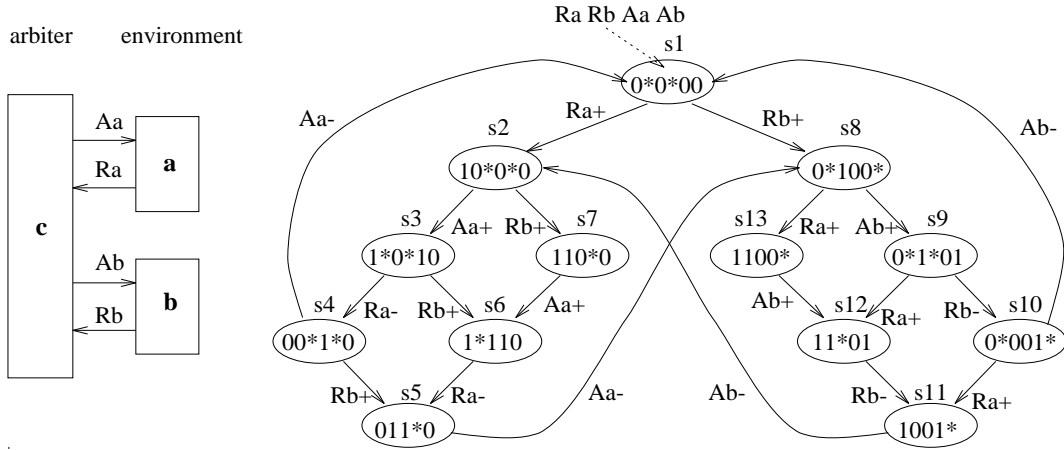 Ra Rb Aa Ab
arbiter environment
s1
0*0*00
Aa-
Ra+
Rb+
Ab-
s2
s8
Aa
10*0*0
0*100*
Ra
a
s3
Aa+
Rb+
s7
s13
Ra+
Ab+
s9
c
1*0*10
110*0
1100*
0*1*01
Ab
s4
Ra-
Rb+
s6
Aa+
Ab+
s12
Ra+
Rb-
s10
b
Rb
00*1*0
1*110
11*01
0*001*
Rb+
s5
Ra-
Aa-
Ab-
Rb-
s11
Ra+
011*0
1001*